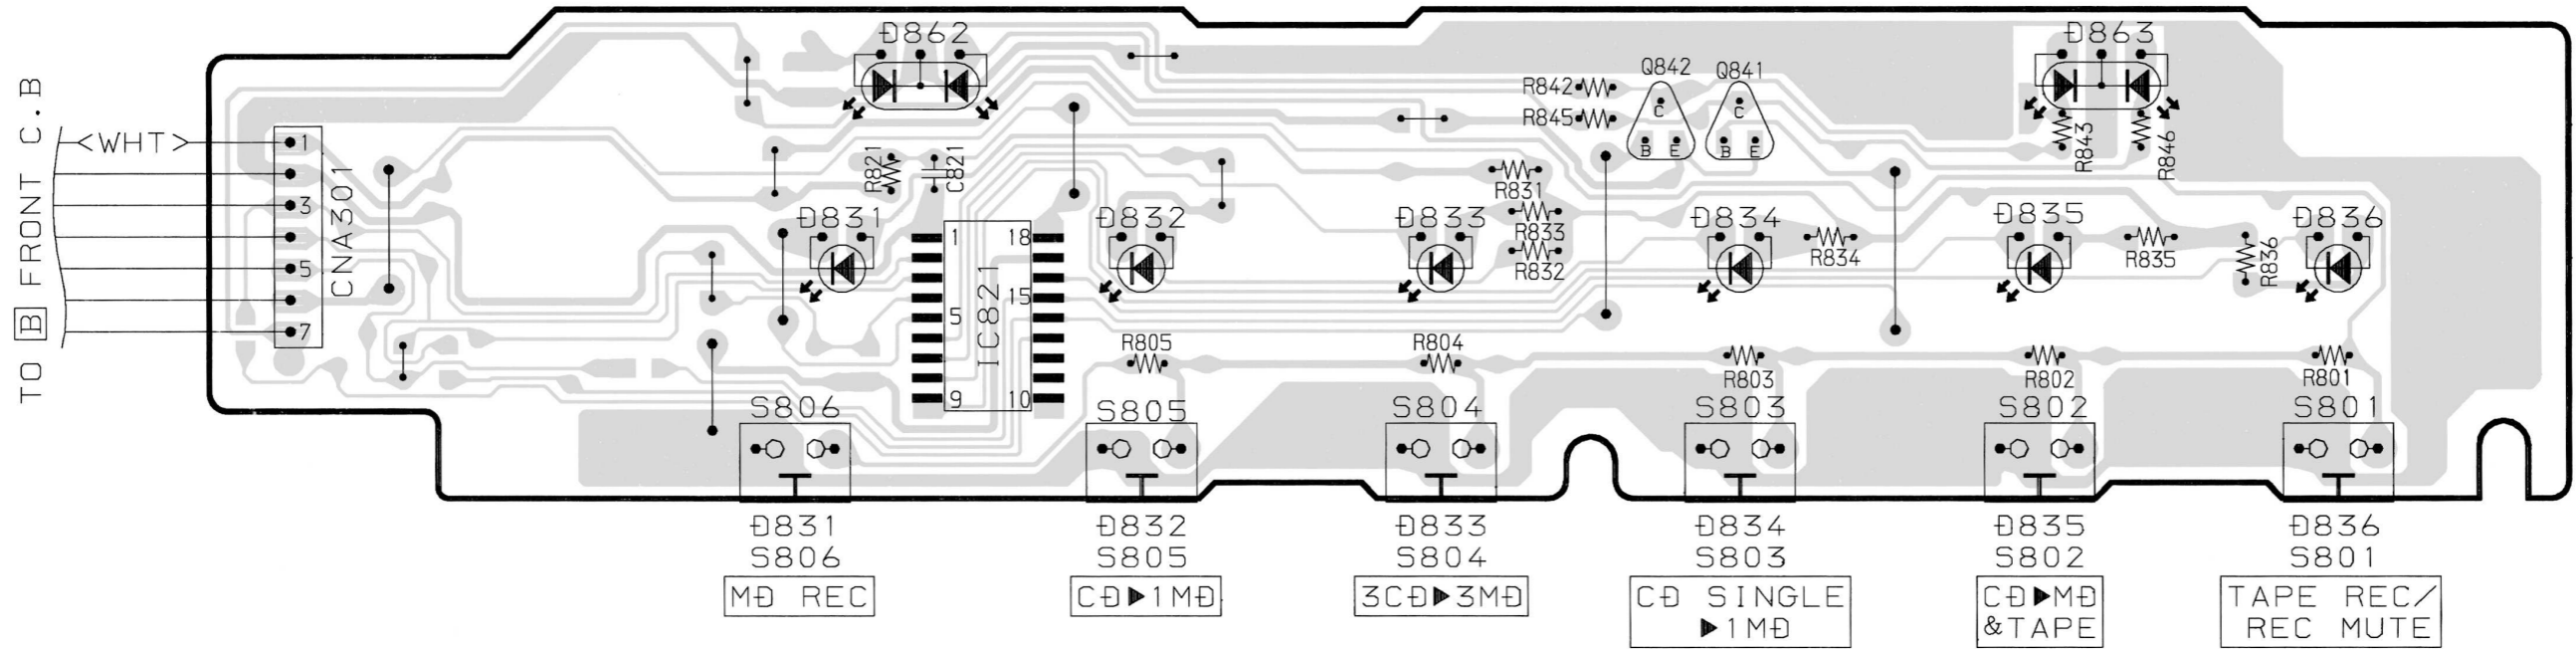 TO B FRONT C.B
<WHT>
1
3
5
7
CNA301
D862
D863
Q842
Q841
R842
R845
C
B E
C
B E
R843
R846
R821
C821
R831
R833
R832
D831
D832
D833
D834
D835
D836
R834
R835
R836
1
18
15
5
9
10
IC821
R805
R804
R803
R802
R801
S806
S805
S804
S803
S802
S801
D831
S806
MD REC
D832
S805
CD▶1MD
D833
S804
3CD▶3MD
D834
S803
CD SINGLE
▶1MD
D835
S802
CD▶MD
&TAPE
D836
S801
TAPE REC/
REC MUTE